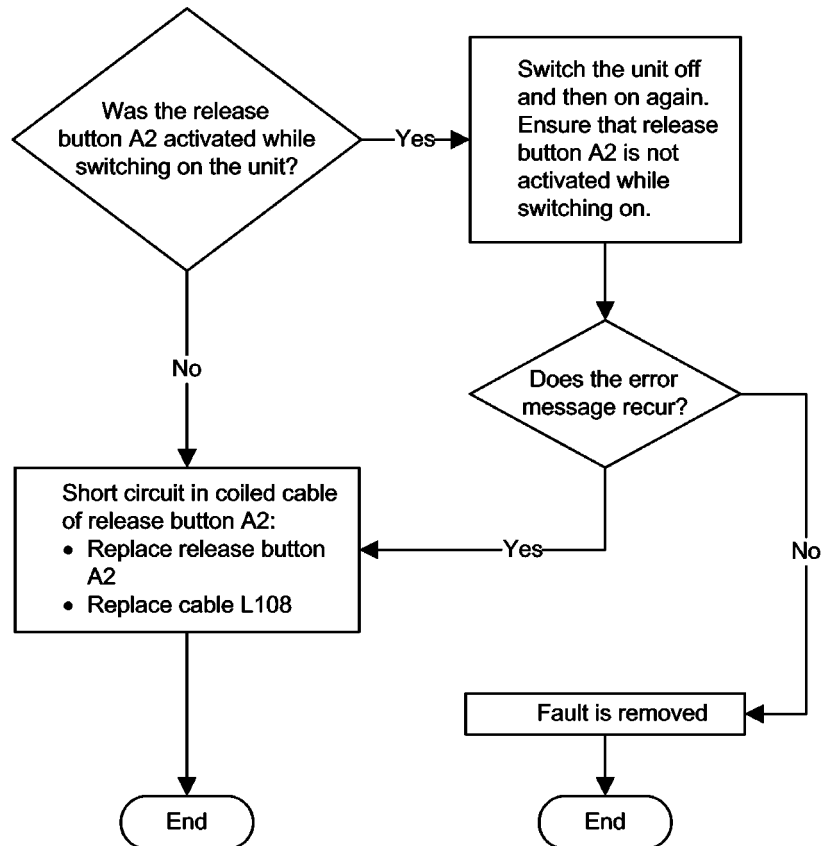 Was the release
button A2 activated while
switching on the unit?
Yes
Switch the unit off
and then on again.
Ensure that release
button A2 is not
activated while
switching on.
No
Does the error
message recur?
Short circuit in coiled cable
of release button A2:
• Replace release button
A2
• Replace cable L108
Yes
No
Fault is removed
End
End